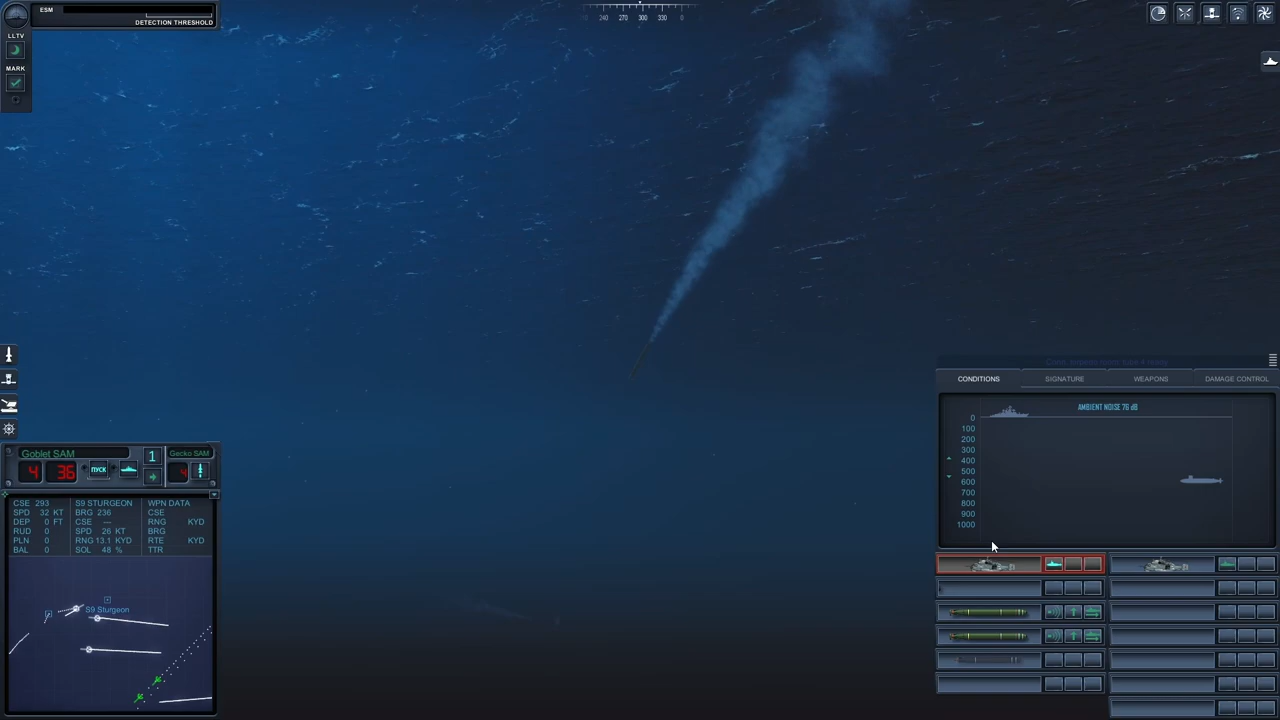 ESM
DETECTION THRESHOLD
240 270 300 330 0
LLTV
MARK
CONDITIONS SIGNATURE WEAPONS DAMAGE CONTROL
AMBIENT NOISE 76 dB
0
100
200
300
400
500
600
700
800
900
1000
Goblet SAM 1 Gecko SAM
4 36 ПУСК 4
CSE 293 S9 STURGEON WPN DATA
SPD 32 KT BRG 236 CSE
DEP 0 FT CSE --- RNG KYD
RUD 0 SPD 26 KT BRG
PLN 0 RNG 13.1 KYD RTE KYD
BAL 0 SOL 48 % TTR
S9 Sturgeon